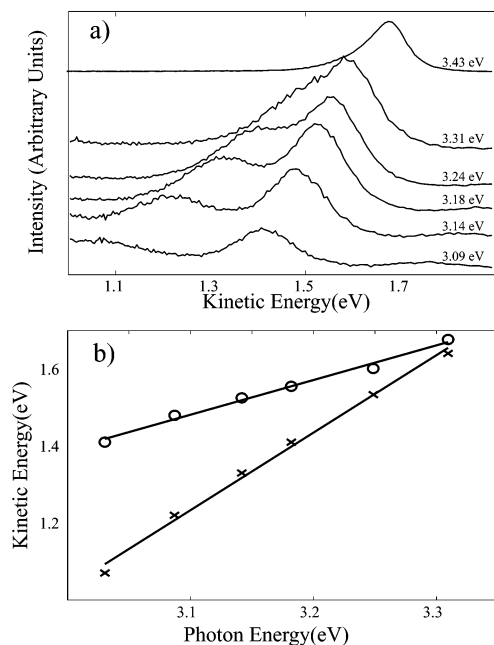 a)
3.43 eV
3.31 eV
3.24 eV
3.18 eV
3.14 eV
3.09 eV
Intensity (Arbitrary Units)
1.1 1.3 1.5 1.7
Kinetic Energy(eV)
b)
1.6
1.4
1.2
Kinetic Energy(eV)
3.1 3.2 3.3
Photon Energy(eV)